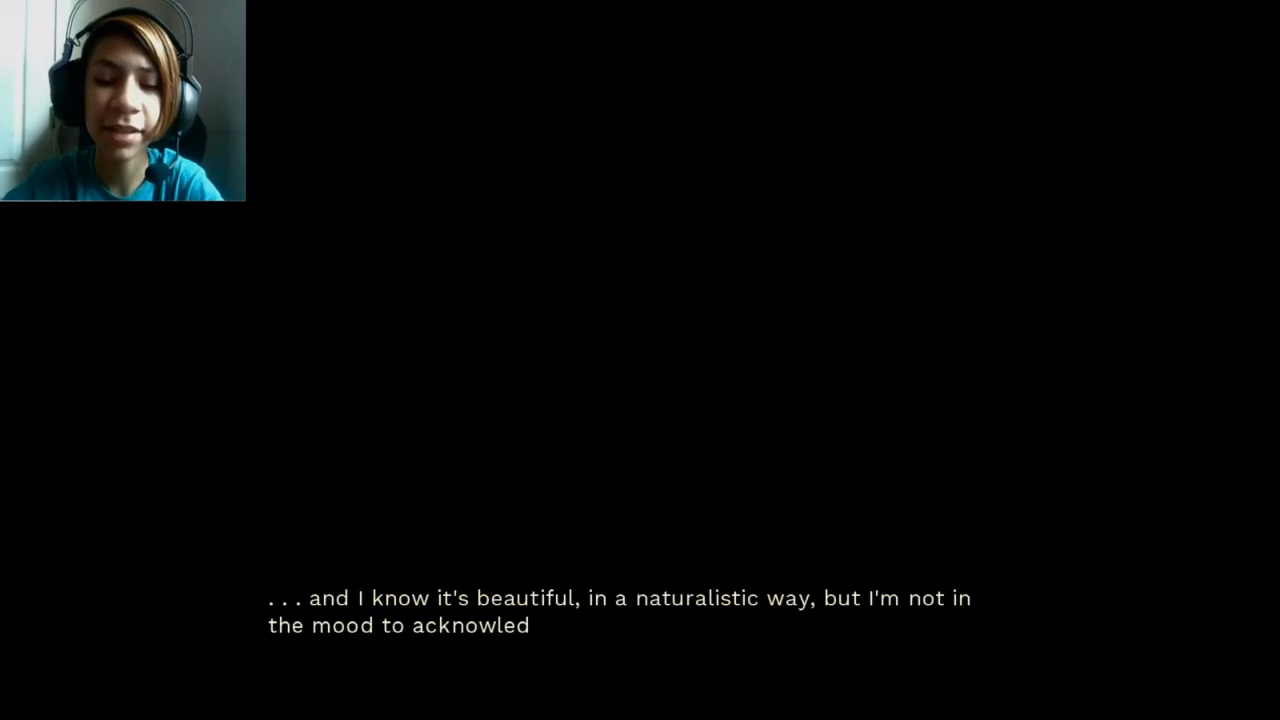 . . . and I know it's beautiful, in a naturalistic way, but I'm not in
the mood to acknowled